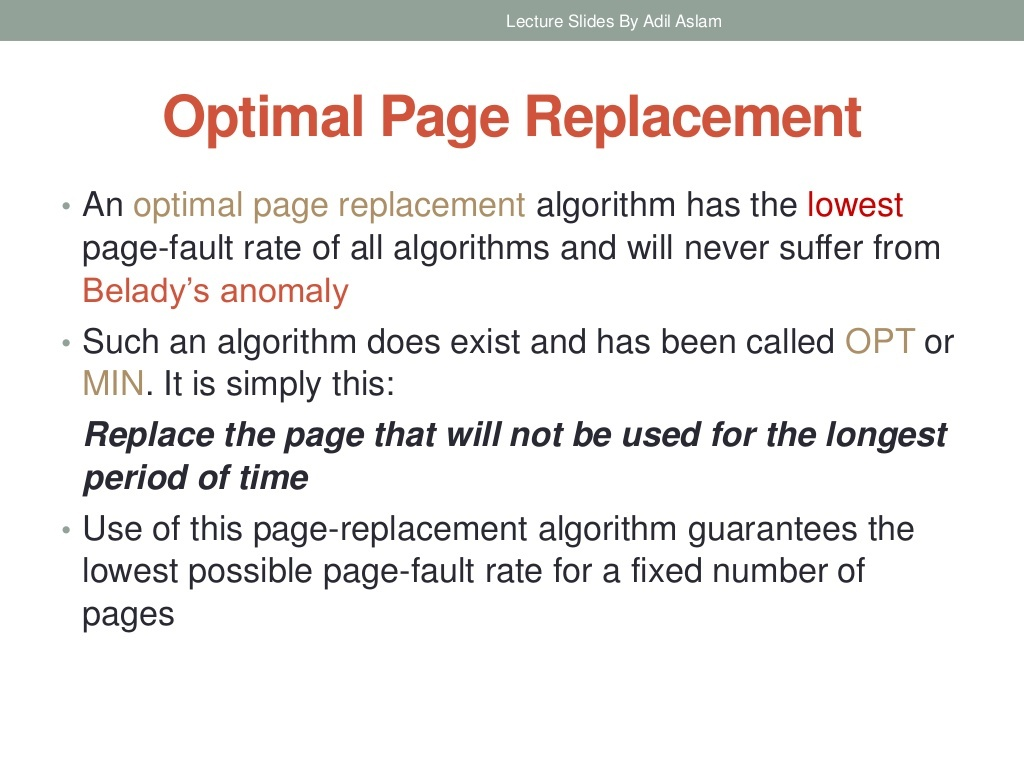 Lecture Slides By Adil Aslam
Optimal Page Replacement
• An optimal page replacement algorithm has the lowest
page-fault rate of all algorithms and will never suffer from
Belady’s anomaly
• Such an algorithm does exist and has been called OPT or
MIN. It is simply this:
Replace the page that will not be used for the longest
period of time
• Use of this page-replacement algorithm guarantees the
lowest possible page-fault rate for a fixed number of
pages